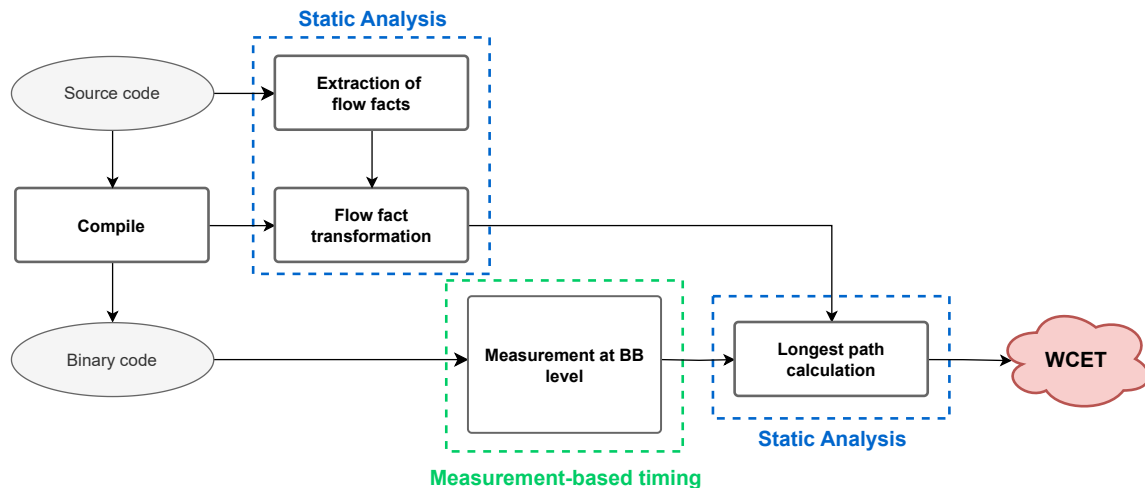 Static Analysis
Source code
Extraction of
flow facts
Compile
Flow fact
transformation
Binary code
Measurement at BB
level
Longest path
calculation
WCET
Static Analysis
Measurement-based timing